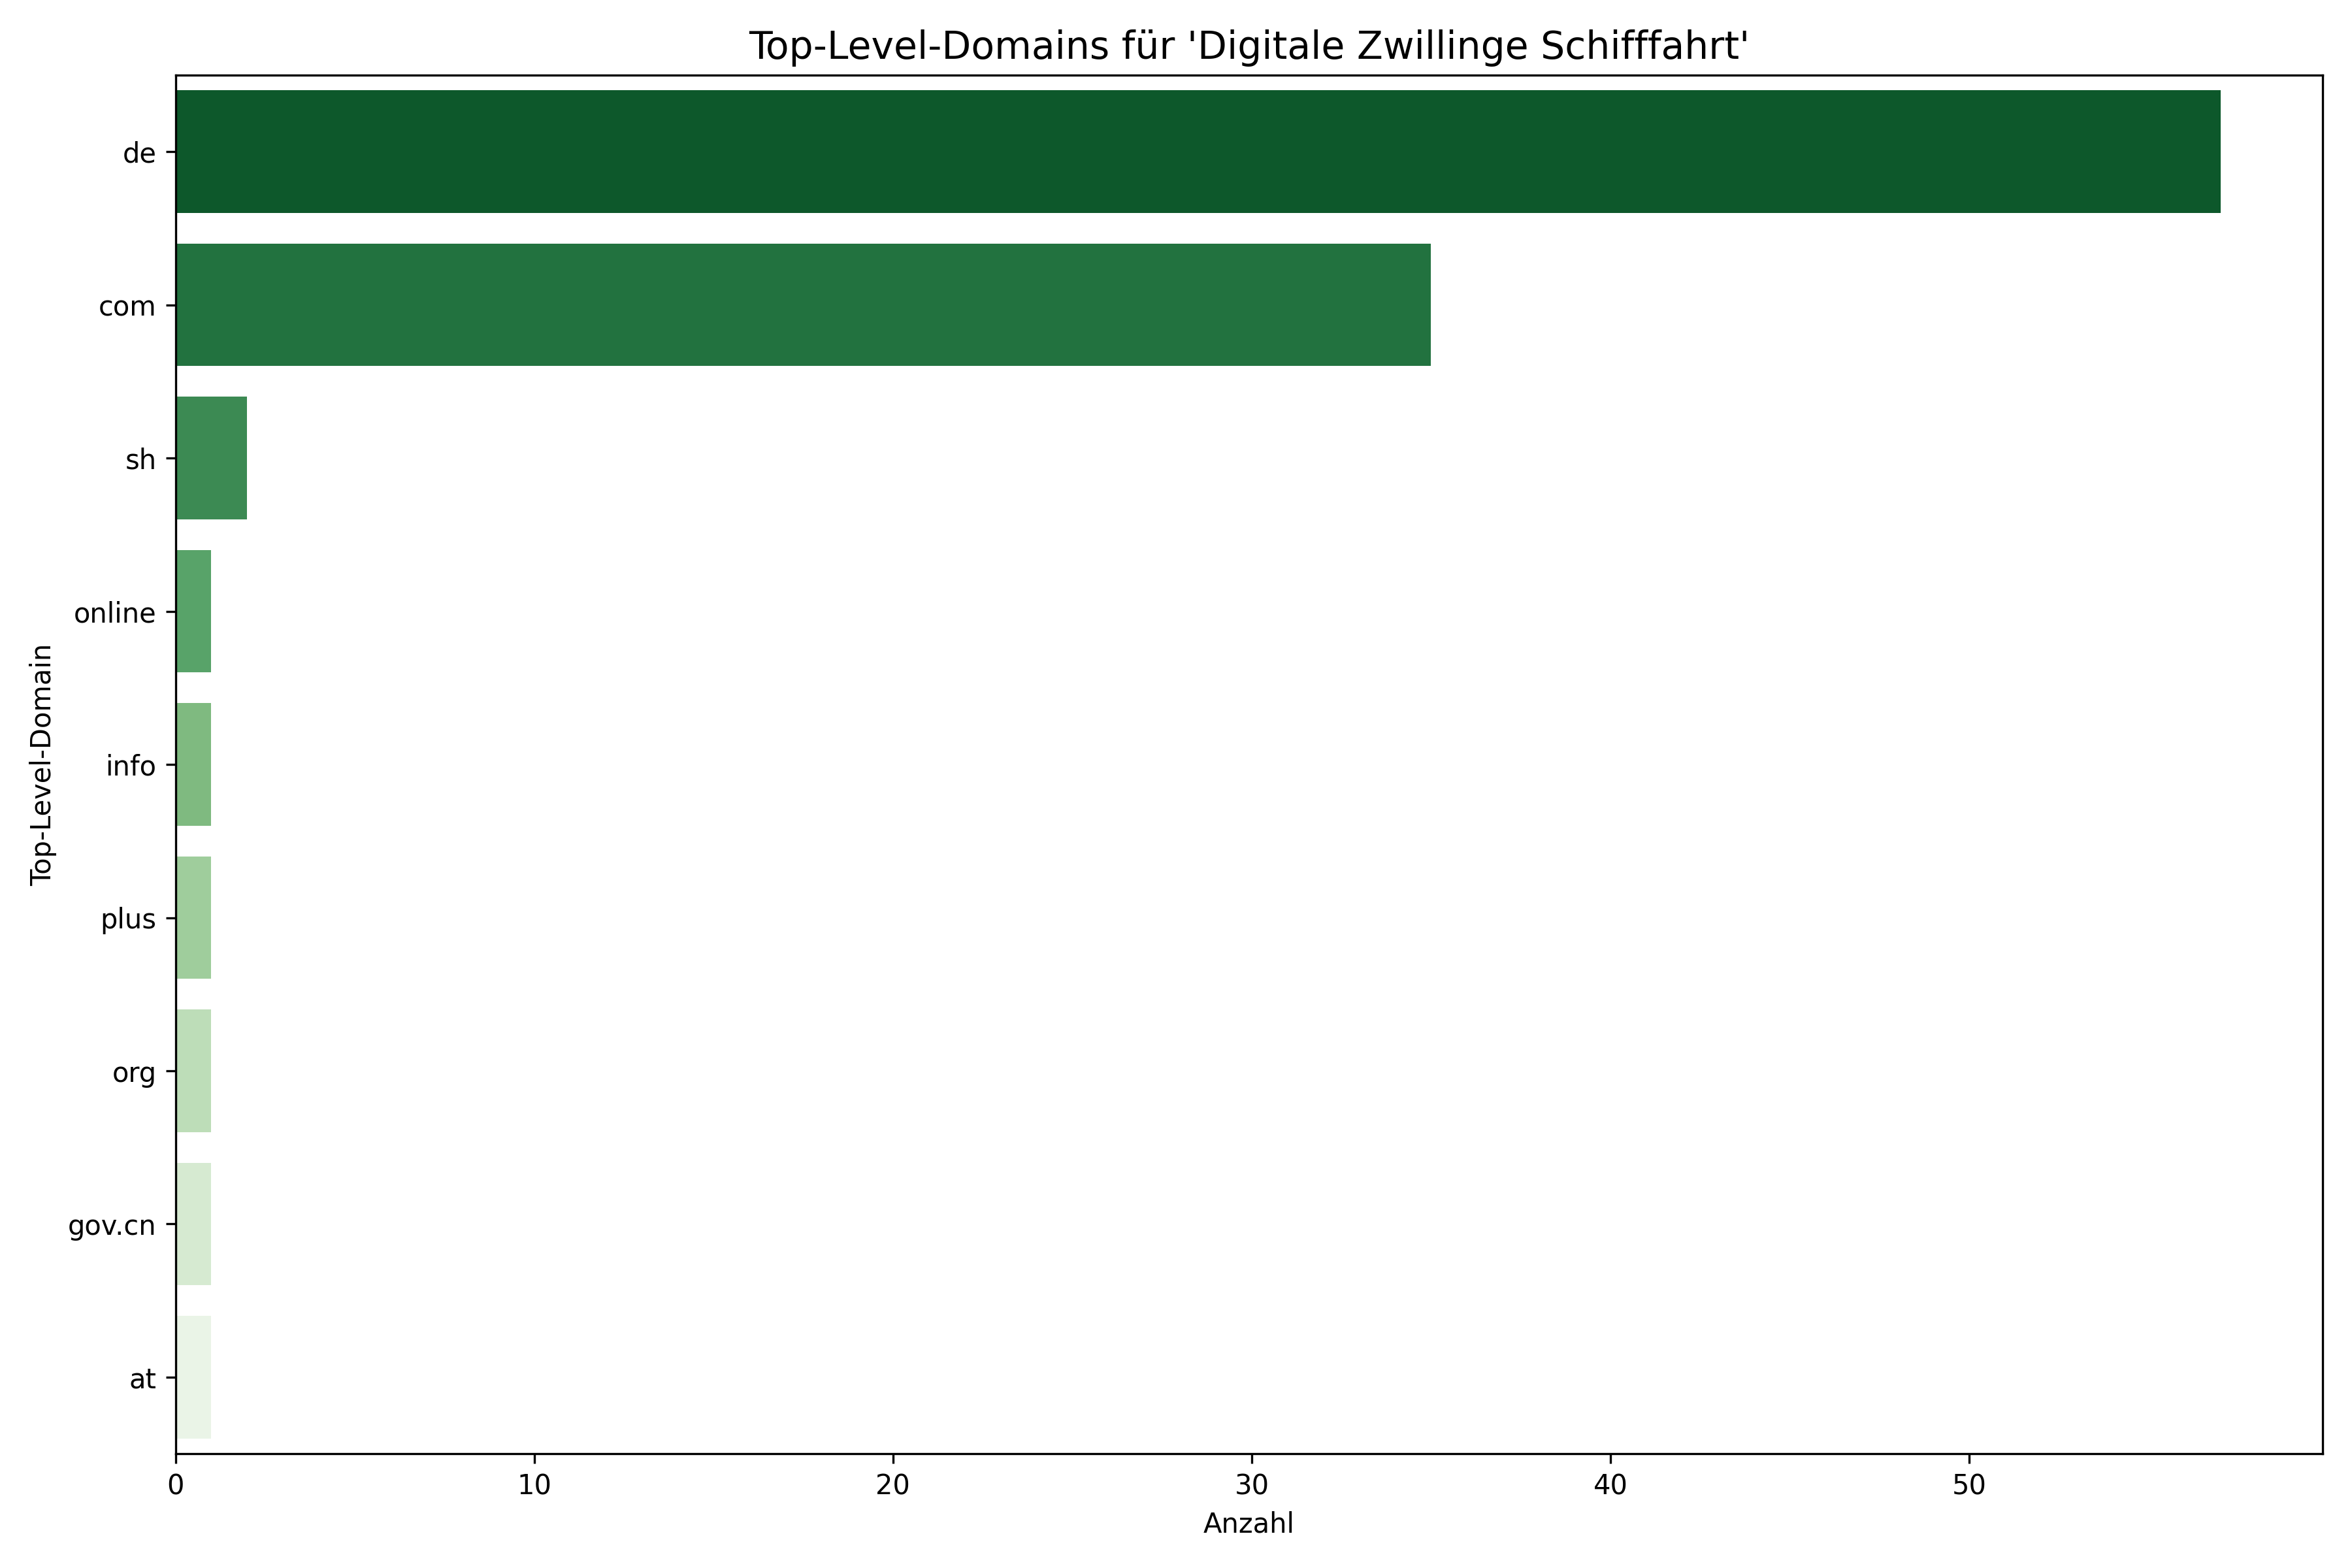 Top-Level-Domains für 'Digitale Zwillinge Schifffahrt'
Top-Level-Domain
de
com
sh
online
info
plus
org
gov.cn
at
0 10 20 30 40 50
Anzahl